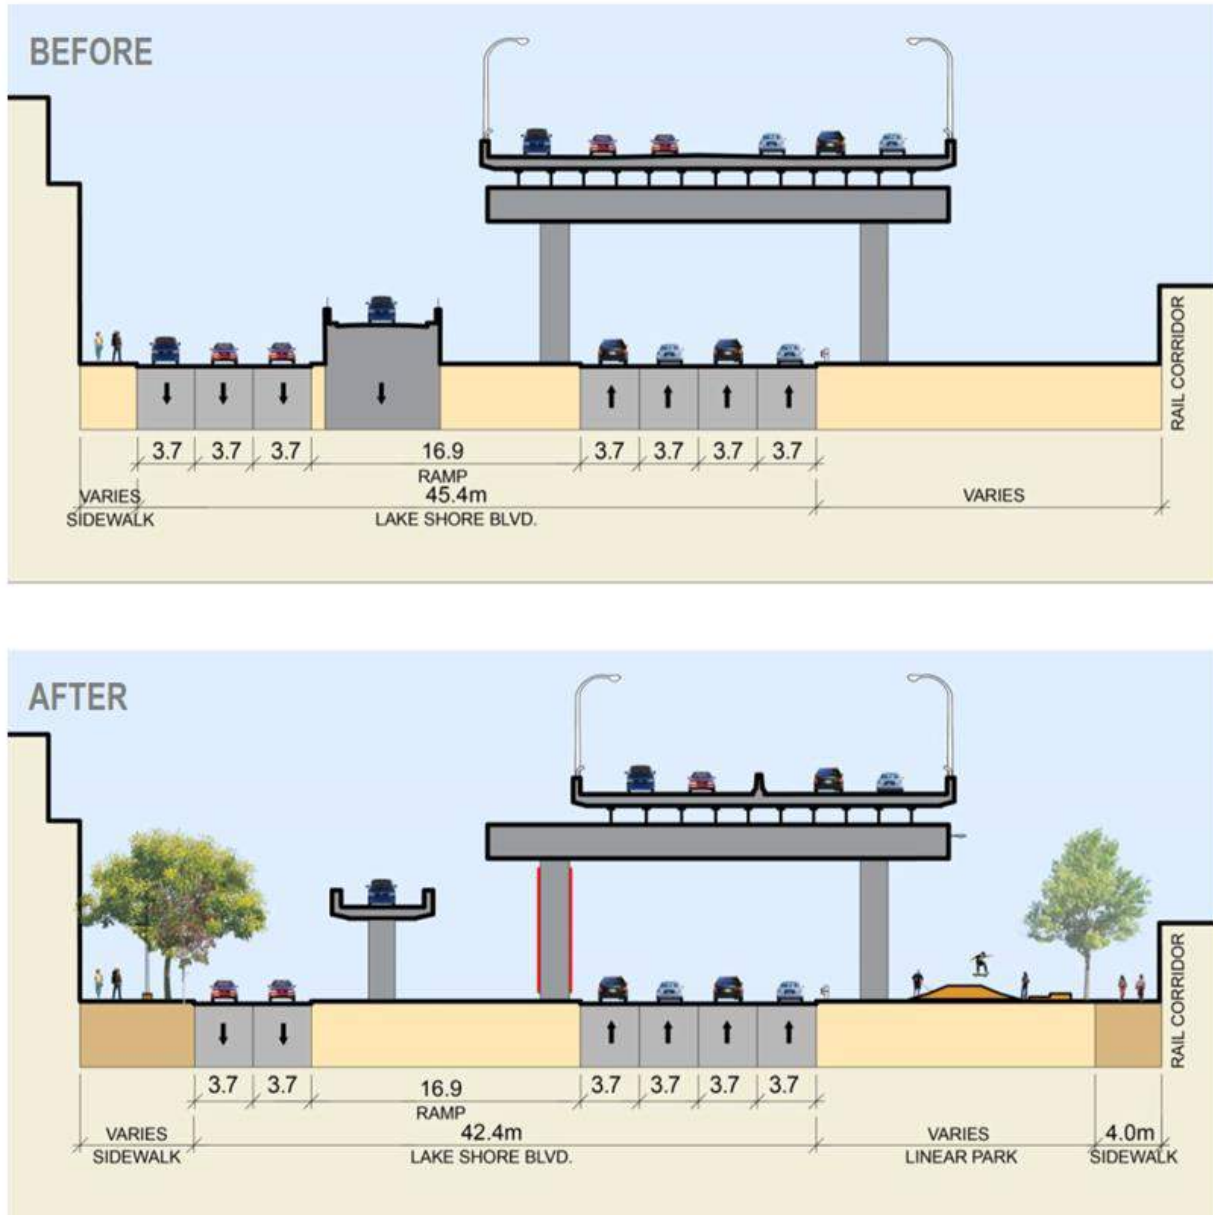 BEFORE
RAIL CORRIDOR
3.7 3.7 3.7 16.9 3.7 3.7 3.7 3.7
RAMP
VARIES 45.4m VARIES
SIDEWALK LAKE SHORE BLVD.
AFTER
RAIL CORRIDOR
3.7 3.7 16.9 3.7 3.7 3.7 3.7
RAMP
VARIES 42.4m VARIES 4.0m
SIDEWALK LAKE SHORE BLVD. LINEAR PARK SIDEWALK